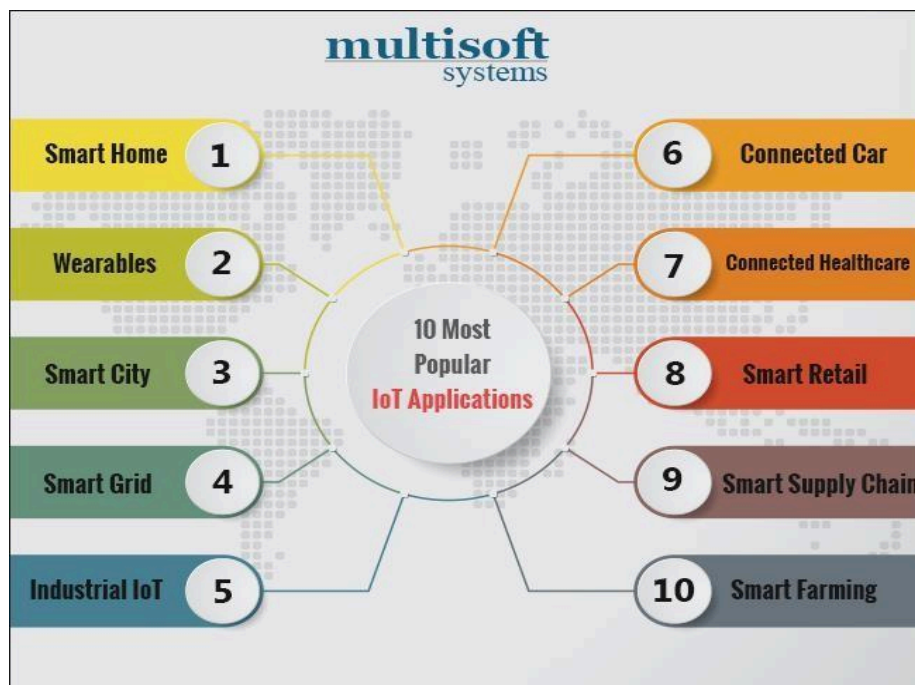 multisoft
systems
Smart Home 1
Wearables 2
Smart City 3
Smart Grid 4
Industrial IoT 5
10 Most
Popular
IoT Applications
6 Connected Car
7 Connected Healthcare
8 Smart Retail
9 Smart Supply Chain
10 Smart Farming